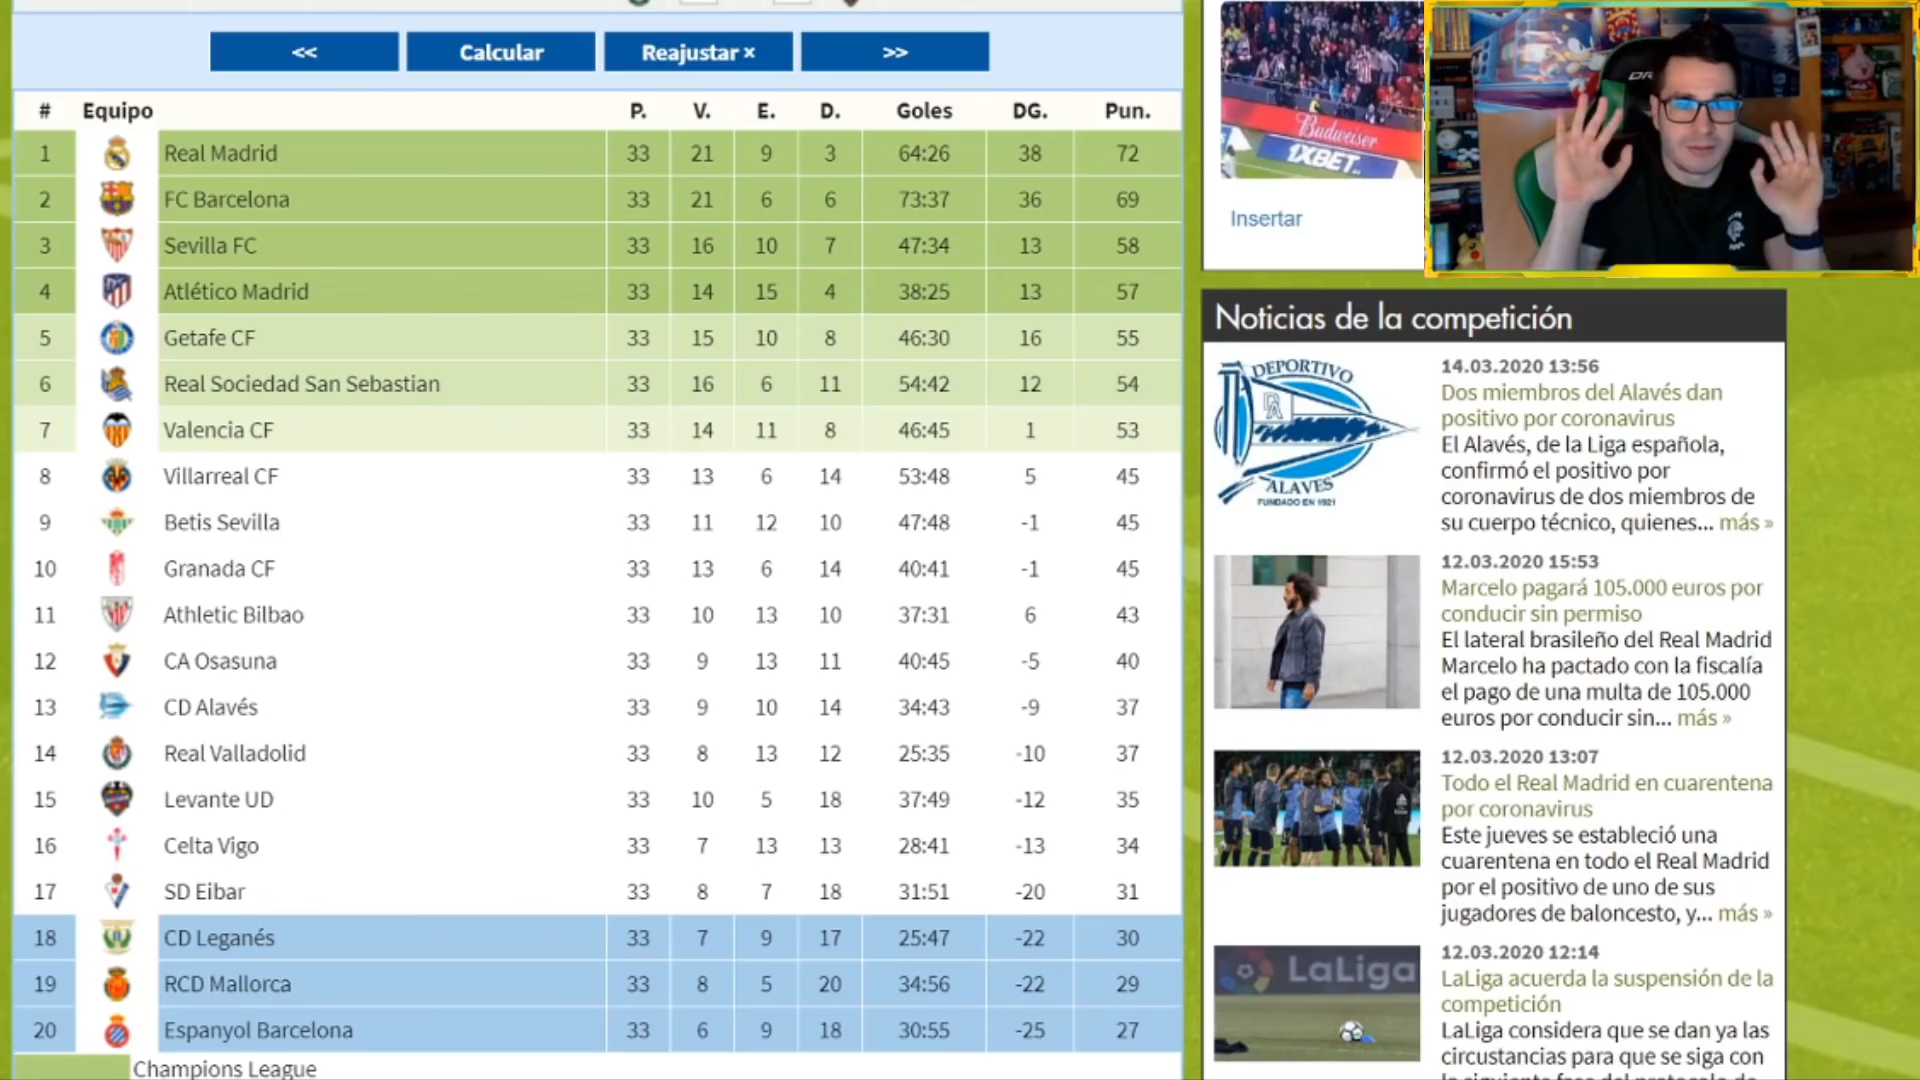 << Calcular Reajustar × >>
# Equipo P. V. E. D. Goles DG. Pun.
1 Real Madrid 33 21 9 3 64:26 38 72
2 FC Barcelona 33 21 6 6 73:37 36 69
3 Sevilla FC 33 16 10 7 47:34 13 58
4 Atlético Madrid 33 14 15 4 38:25 13 57
5 Getafe CF 33 15 10 8 46:30 16 55
6 Real Sociedad San Sebastian 33 16 6 11 54:42 12 54
7 Valencia CF 33 14 11 8 46:45 1 53
8 Villarreal CF 33 13 6 14 53:48 5 45
9 Betis Sevilla 33 11 12 10 47:48 -1 45
10 Granada CF 33 13 6 14 40:41 -1 45
11 Athletic Bilbao 33 10 13 10 37:31 6 43
12 CA Osasuna 33 9 13 11 40:45 -5 40
13 CD Alavés 33 9 10 14 34:43 -9 37
14 Real Valladolid 33 8 13 12 25:35 -10 37
15 Levante UD 33 10 5 18 37:49 -12 35
16 Celta Vigo 33 7 13 13 28:41 -13 34
17 SD Eibar 33 8 7 18 31:51 -20 31
18 CD Leganés 33 7 9 17 25:47 -22 30
19 RCD Mallorca 33 8 5 20 34:56 -22 29
20 Espanyol Barcelona 33 6 9 18 30:55 -25 27
Champions League
Budweiser
1XBET
Insertar
Noticias de la competición
DEPORTIVO
ALAVES
FUNDADO EN 1921
14.03.2020 13:56
Dos miembros del Alavés dan
positivo por coronavirus
El Alavés, de la Liga española,
confirmó el positivo por
coronavirus de dos miembros de
su cuerpo técnico, quienes... más »
12.03.2020 15:53
Marcelo pagará 105.000 euros por
conducir sin permiso
El lateral brasileño del Real Madrid
Marcelo ha pactado con la fiscalía
el pago de una multa de 105.000
euros por conducir sin... más »
12.03.2020 13:07
Todo el Real Madrid en cuarentena
por coronavirus
Este jueves se estableció una
cuarentena en todo el Real Madrid
por el positivo de uno de sus
jugadores de baloncesto, y... más »
LaLiga
12.03.2020 12:14
LaLiga acuerda la suspensión de la
competición
LaLiga considera que se dan ya las
circunstancias para que se siga con